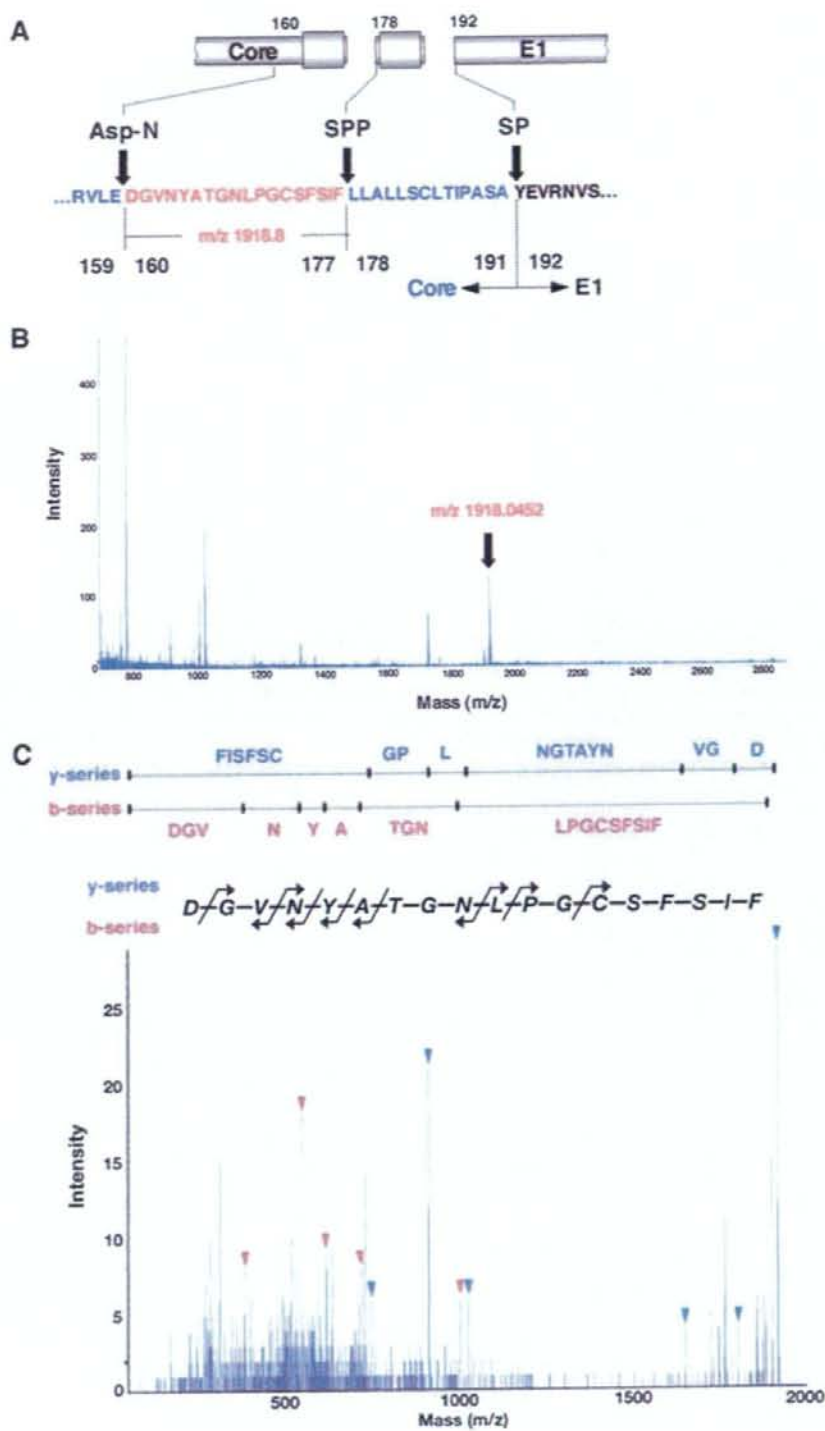 A
160 178 192
Core E1
Asp-N SPP SP
...RVLE DGVNYATGNLPGCSFSIF LLALLSCLTIPASA YEVRNVS...
m/z 1918.8
159 160 177 178 191 192
Core E1
B
400
300
200
100
0
Intensity
m/z 1918.0452
800 1000 1200 1400 1600 1800 2000 2200 2400 2600 2800
Mass (m/z)
C
FISFSC GP L NGTAYN VG D
y-series
b-series
DGV N Y A TGN LPGCSFSIF
y-series
D-G-V-N-Y-A-T-G-N-L-P-G-C-S-F-S-I-F
b-series
25
20
15
10
5
0
Intensity
500 1000 1500 2000
Mass (m/z)